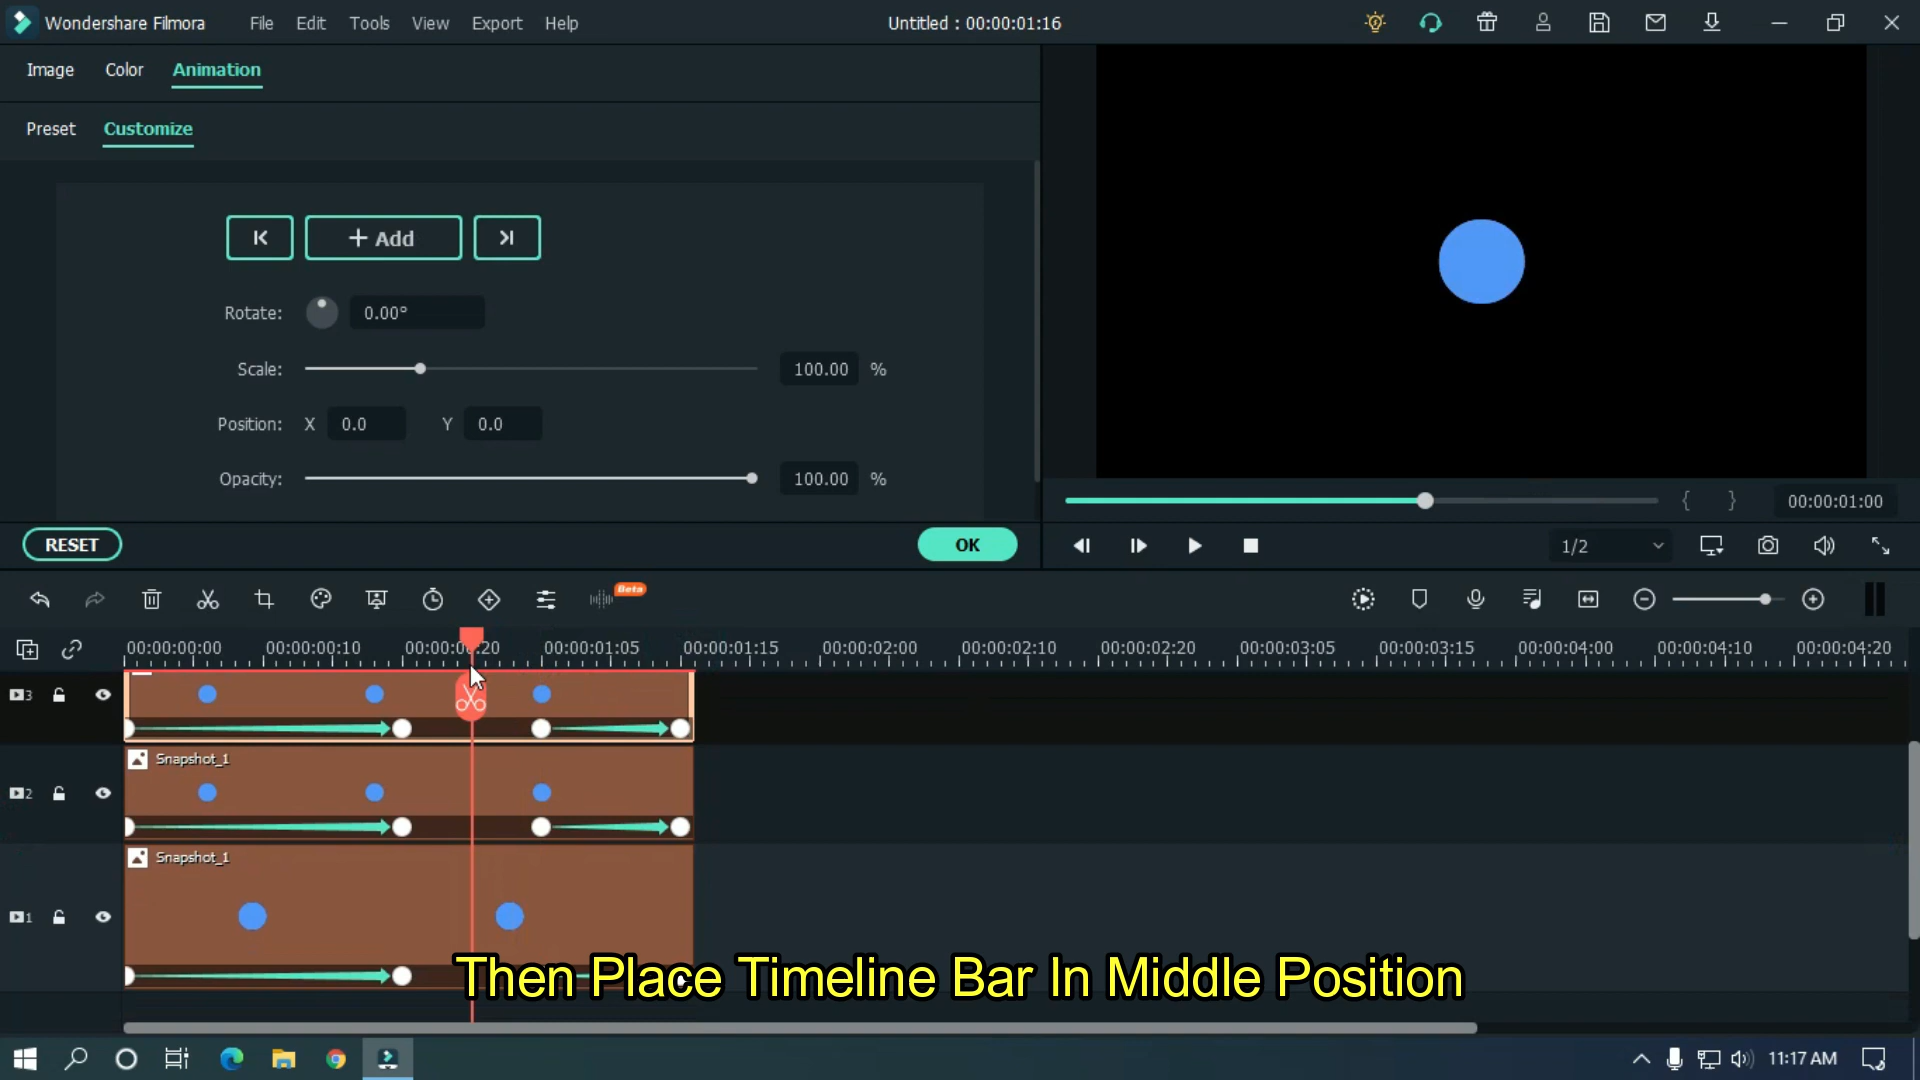 Wondershare Filmora File Edit Tools View Export Help Untitled : 00:00:01:16
Image Color Animation
Preset Customize
+ Add
Rotate: 0.00°
Scale: 100.00 %
Position: X 0.0 Y 0.0
Opacity: 100.00 %
RESET OK
{ } 00:00:01:00
1/2
Beta
00:00:00:00 00:00:00:10 00:00:00:20 00:00:01:05 00:00:01:15 00:00:02:00 00:00:02:10 00:00:02:20 00:00:03:05 00:00:03:15 00:00:04:00 00:00:04:10 00:00:04:20
3
Snapshot_1
2
Snapshot_1
1
Then Place Timeline Bar In Middle Position
11:17 AM